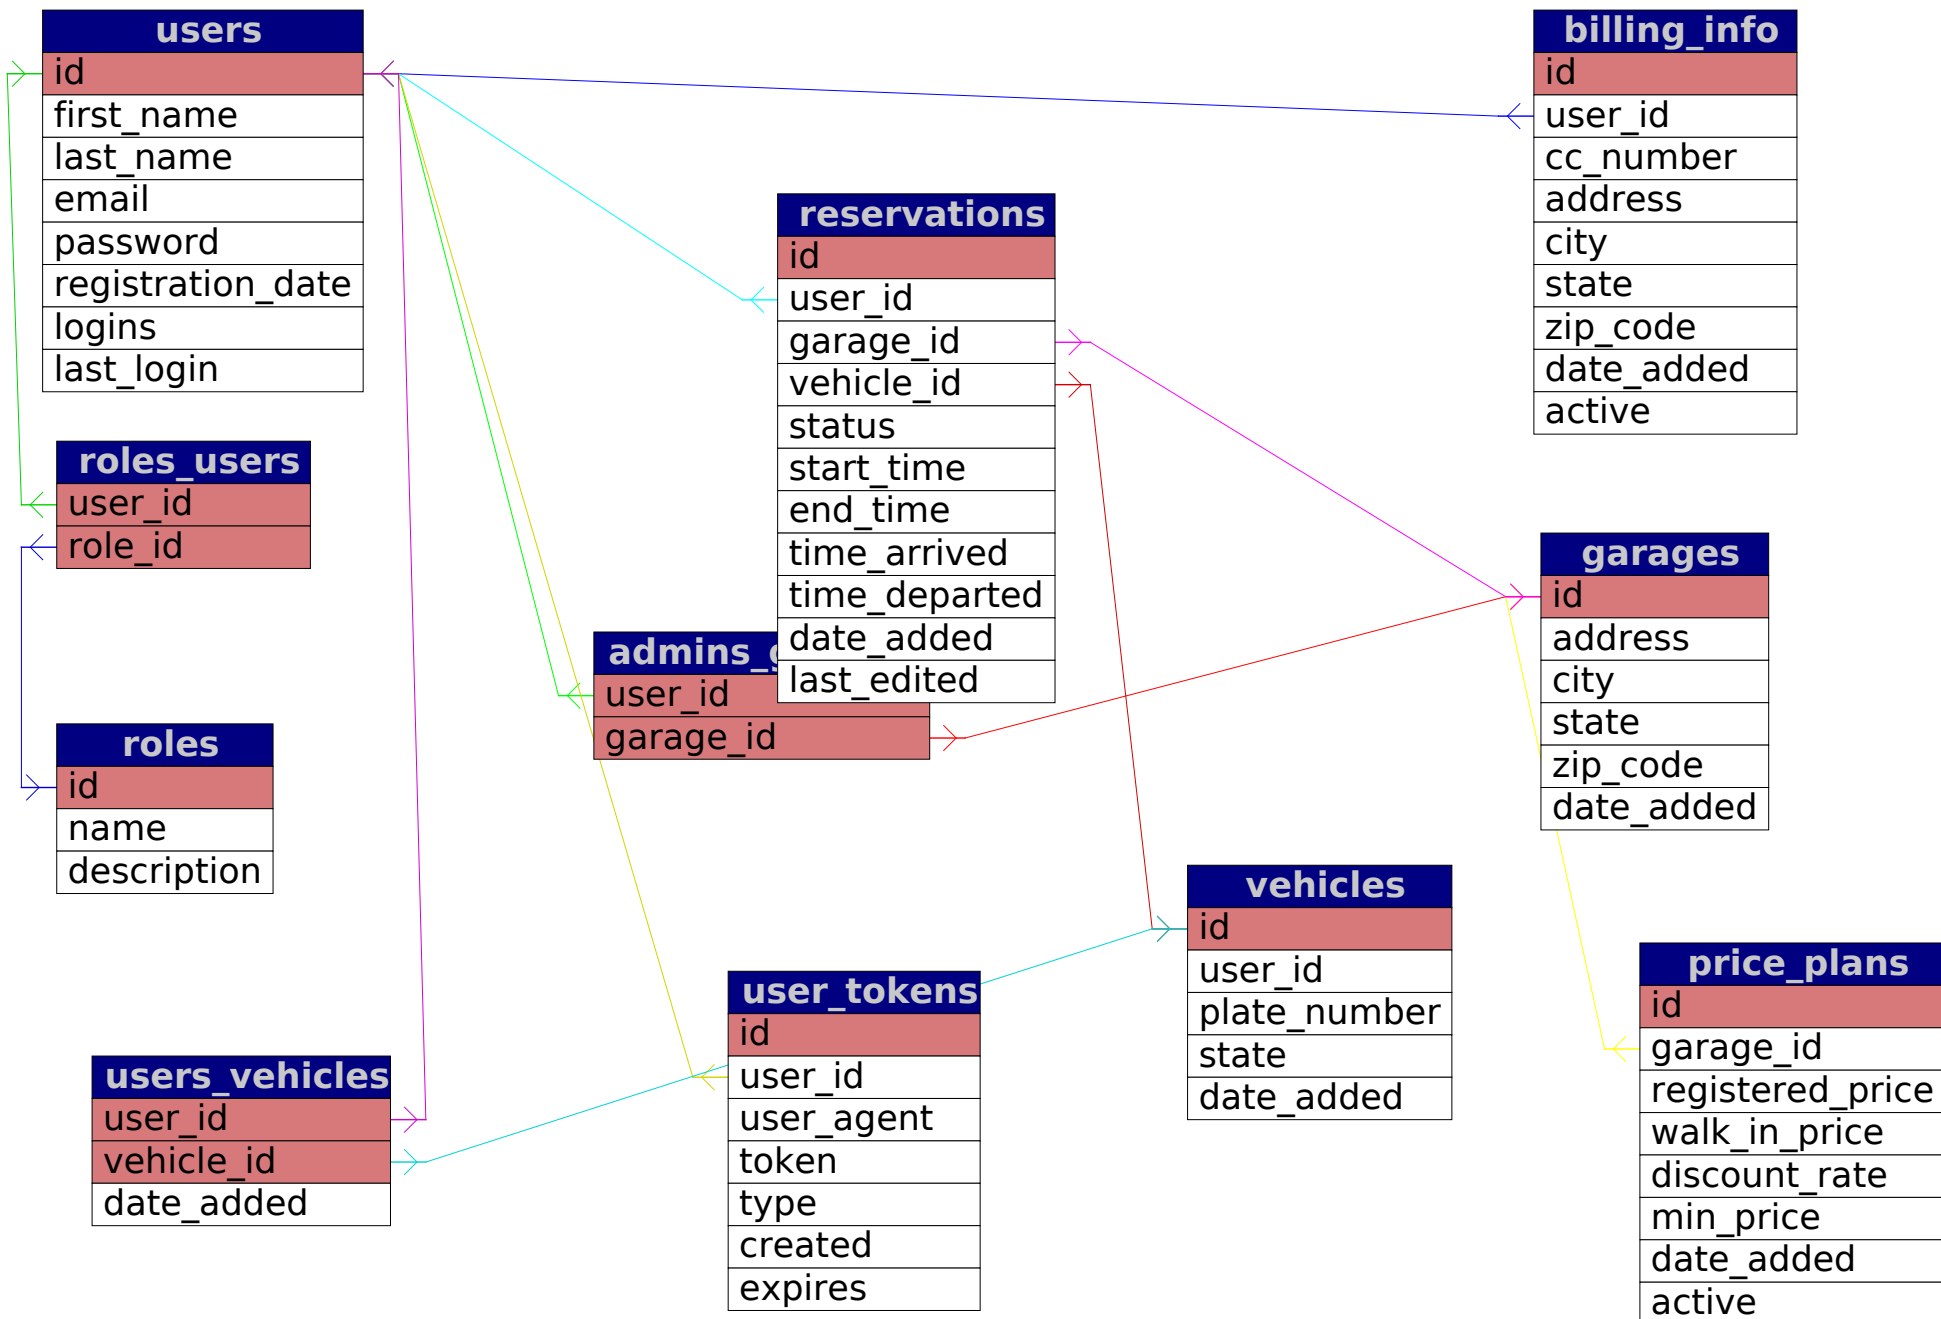 users
id
first_name
last_name
email
password
registration_date
logins
last_login
roles_users
user_id
role_id
roles
id
name
description
users_vehicles
user_id
vehicle_id
date_added
reservations
id
user_id
garage_id
vehicle_id
status
start_time
end_time
time_arrived
time_departed
date_added
last_edited
admins_
user_id
garage_id
user_tokens
id
user_id
user_agent
token
type
created
expires
vehicles
id
user_id
plate_number
state
date_added
billing_info
id
user_id
cc_number
address
city
state
zip_code
date_added
active
garages
id
address
city
state
zip_code
date_added
price_plans
id
garage_id
registered_price
walk_in_price
discount_rate
min_price
date_added
active